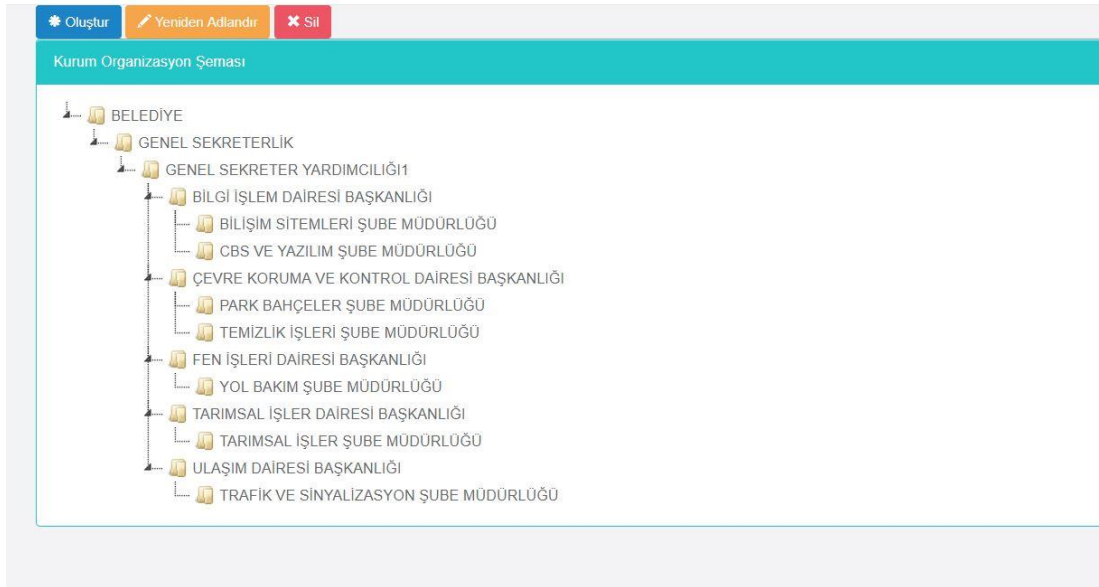 Oluştur Yeniden Adlandır Sil
Kurum Organizasyon Şeması
BELEDİYE
GENEL SEKRETERLİK
GENEL SEKRETER YARDIMCILIĞI1
BİLGİ İŞLEM DAİRESİ BAŞKANLIĞI
BİLİŞİM SİTEMLERİ ŞUBE MÜDÜRLÜĞÜ
CBS VE YAZILIM ŞUBE MÜDÜRLÜĞÜ
ÇEVRE KORUMA VE KONTROL DAİRESİ BAŞKANLIĞI
PARK BAHÇELER ŞUBE MÜDÜRLÜĞÜ
TEMİZLİK İŞLERİ ŞUBE MÜDÜRLÜĞÜ
FEN İŞLERİ DAİRESİ BAŞKANLIĞI
YOL BAKIM ŞUBE MÜDÜRLÜĞÜ
TARIMSAL İŞLER DAİRESİ BAŞKANLIĞI
TARIMSAL İŞLER ŞUBE MÜDÜRLÜĞÜ
ULAŞIM DAİRESİ BAŞKANLIĞI
TRAFİK VE SİNYALİZASYON ŞUBE MÜDÜRLÜĞÜ